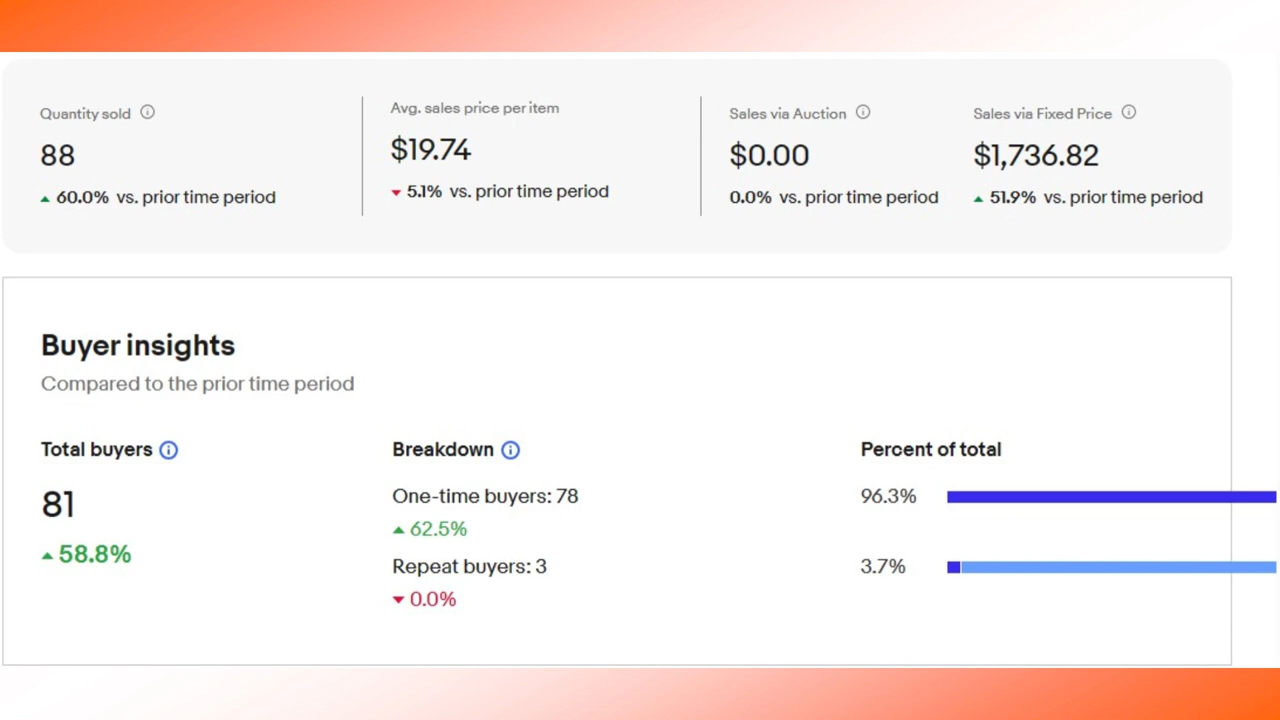 Quantity sold
88
60.0% vs. prior time period
Avg. sales price per item
$19.74
5.1% vs. prior time period
Sales via Auction
$0.00
0.0% vs. prior time period
Sales via Fixed Price
$1,736.82
51.9% vs. prior time period
Buyer insights
Compared to the prior time period
Total buyers
81
58.8%
Breakdown
One-time buyers: 78
62.5%
Repeat buyers: 3
0.0%
Percent of total
96.3%
3.7%